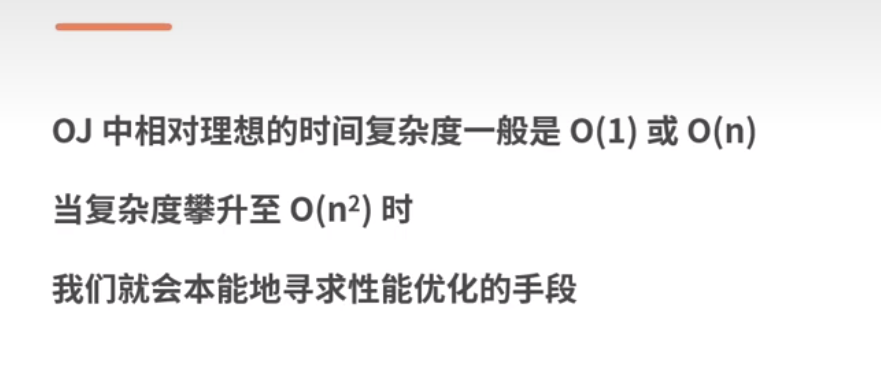 OJ 中相对理想的时间复杂度一般是 O(1) 或 O(n)
当复杂度攀升至 O(n²) 时
我们就会本能地寻求性能优化的手段